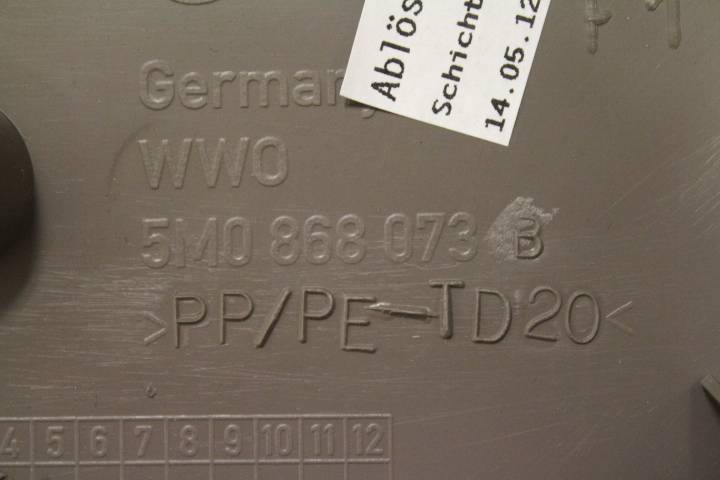 Ablös
Schicht
14.05.12
Germany
WWO
5M0 868 073 B
>PP/PE-TD20<
4 5 6 7 8 9 10 11 12